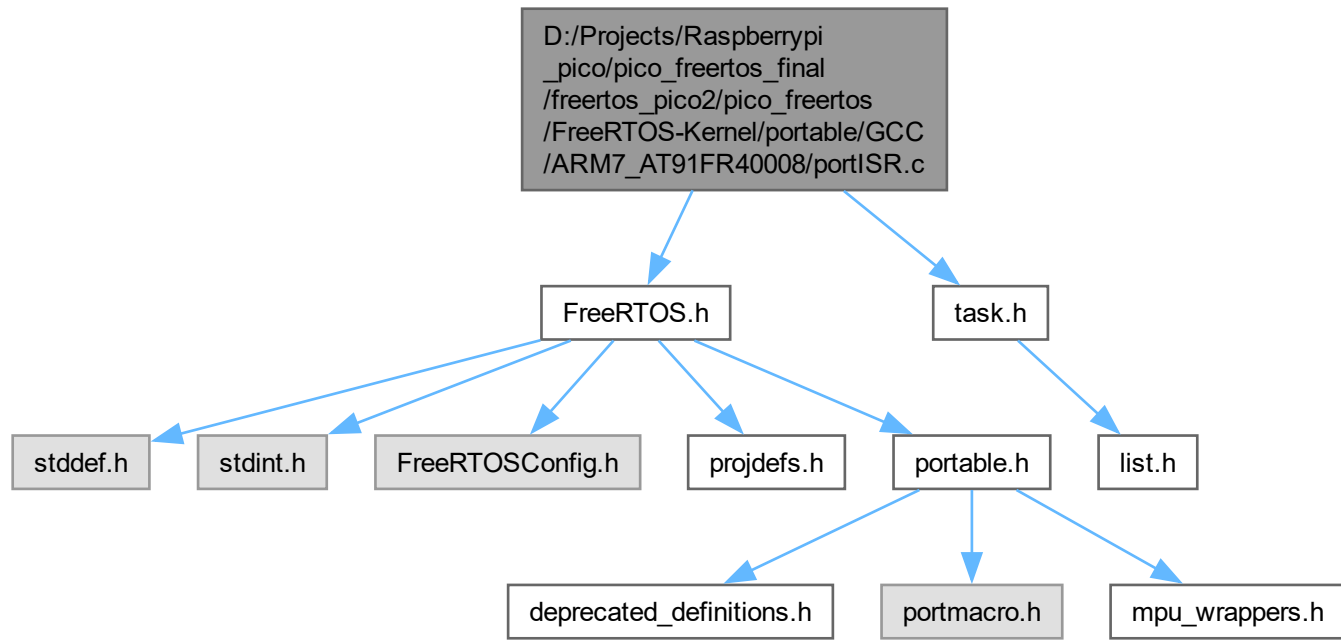 D:/Projects/Raspberrypi
_pico/pico_freertos_final
/freertos_pico2/pico_freertos
/FreeRTOS-Kernel/portable/GCC
/ARM7_AT91FR40008/portISR.c
FreeRTOS.h
task.h
stddef.h
stdint.h
FreeRTOSConfig.h
projdefs.h
portable.h
list.h
deprecated_definitions.h
portmacro.h
mpu_wrappers.h